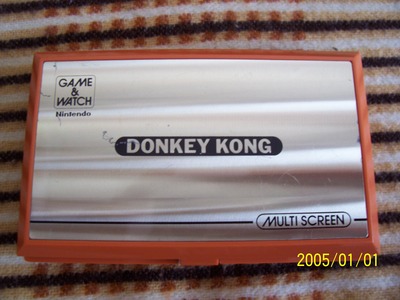 GAME
&
WATCH
Nintendo
DONKEY KONG
MULTI SCREEN
2005/01/01